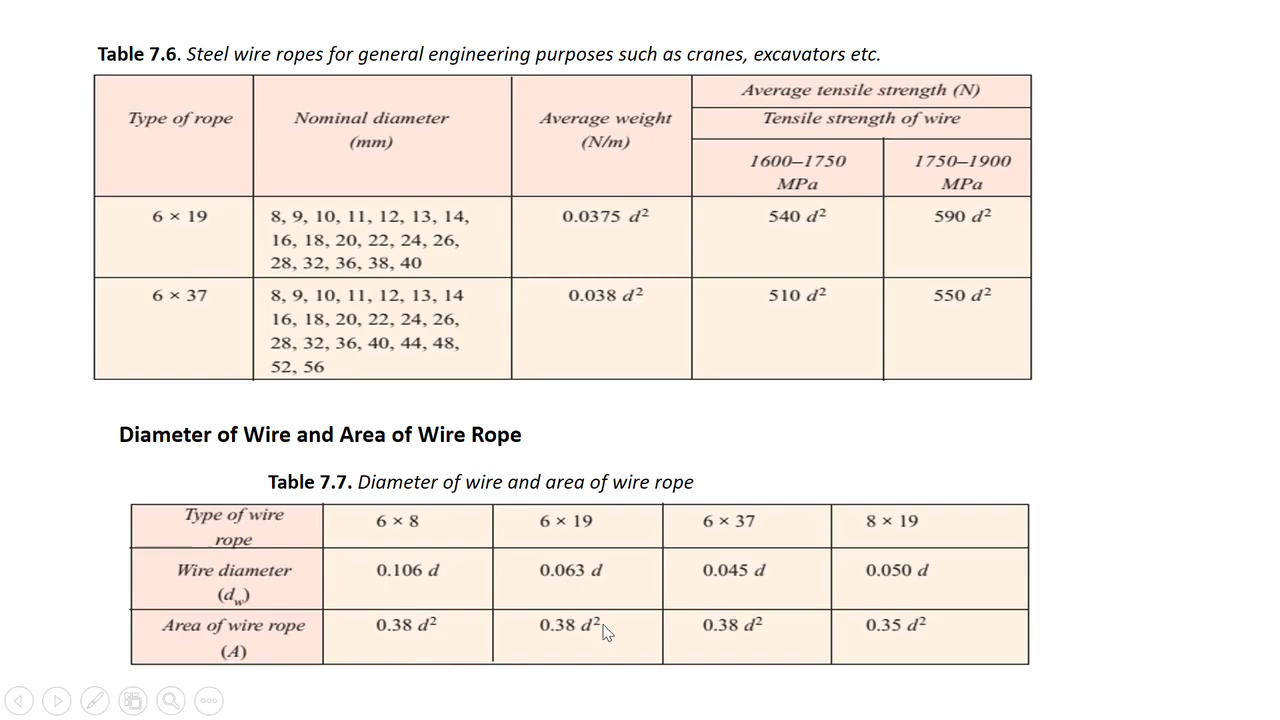 Table 7.6. Steel wire ropes for general engineering purposes such as cranes, excavators etc.
Type of rope
Nominal diameter
(mm)
Average weight
(N/m)
Average tensile strength (N)
Tensile strength of wire
1600–1750
MPa
1750–1900
MPa
6 × 19
8, 9, 10, 11, 12, 13, 14,
16, 18, 20, 22, 24, 26,
28, 32, 36, 38, 40
0.0375 d²
540 d²
590 d²
6 × 37
8, 9, 10, 11, 12, 13, 14
16, 18, 20, 22, 24, 26,
28, 32, 36, 40, 44, 48,
52, 56
0.038 d²
510 d²
550 d²
Diameter of Wire and Area of Wire Rope
Table 7.7. Diameter of wire and area of wire rope
Type of wire
rope
6 × 8
6 × 19
6 × 37
8 × 19
Wire diameter
(d_w)
0.106 d
0.063 d
0.045 d
0.050 d
Area of wire rope
(A)
0.38 d²
0.38 d²
0.38 d²
0.35 d²